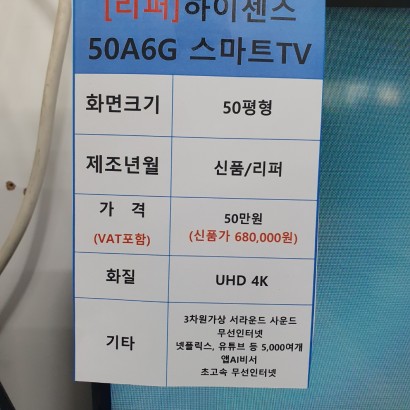 [리퍼]하이센스
50A6G 스마트TV
화면크기
50평형
제조년월
신품/리퍼
가 격
(VAT포함)
50만원
(신품가 680,000원)
화질
UHD 4K
기타
3차원가상 서라운드 사운드
무선인터넷
넷플릭스, 유튜브 등 5,000여개
앱AI비서
초고속 무선인터넷